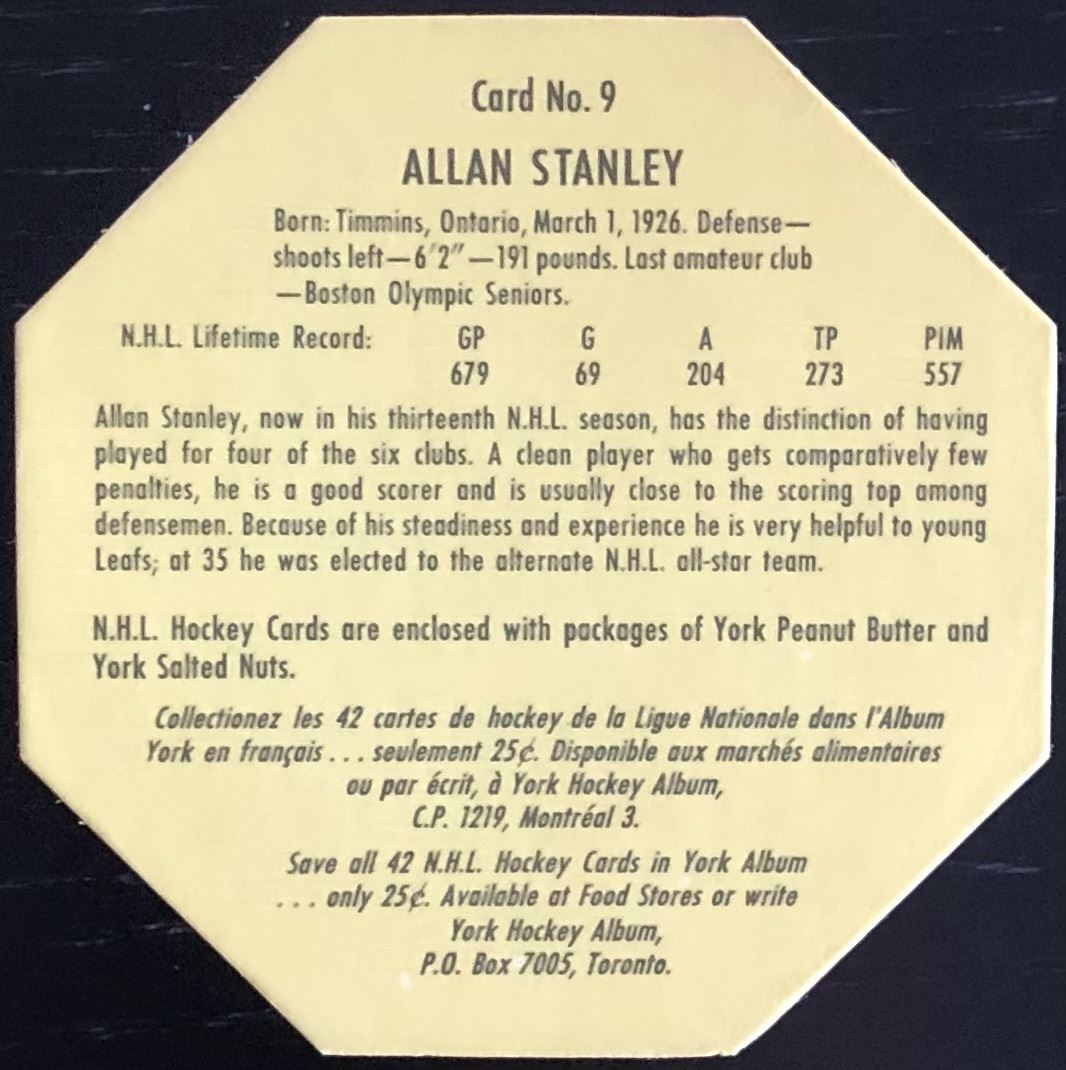 Card No. 9
ALLAN STANLEY
Born: Timmins, Ontario, March 1, 1926. Defense—
shoots left—6'2"—191 pounds. Last amateur club
—Boston Olympic Seniors.
N.H.L. Lifetime Record: GP G A TP PIM
679 69 204 273 557
Allan Stanley, now in his thirteenth N.H.L. season, has the distinction of having
played for four of the six clubs. A clean player who gets comparatively few
penalties, he is a good scorer and is usually close to the scoring top among
defensemen. Because of his steadiness and experience he is very helpful to young
Leafs; at 35 he was elected to the alternate N.H.L. all-star team.
N.H.L. Hockey Cards are enclosed with packages of York Peanut Butter and
York Salted Nuts.
Collectionez les 42 cartes de hockey de la Ligue Nationale dans l'Album
York en français . . . seulement 25¢. Disponible aux marchés alimentaires
ou par écrit, à York Hockey Album,
C.P. 1219, Montréal 3.
Save all 42 N.H.L. Hockey Cards in York Album
. . . only 25¢. Available at Food Stores or write
York Hockey Album,
P.O. Box 7005, Toronto.